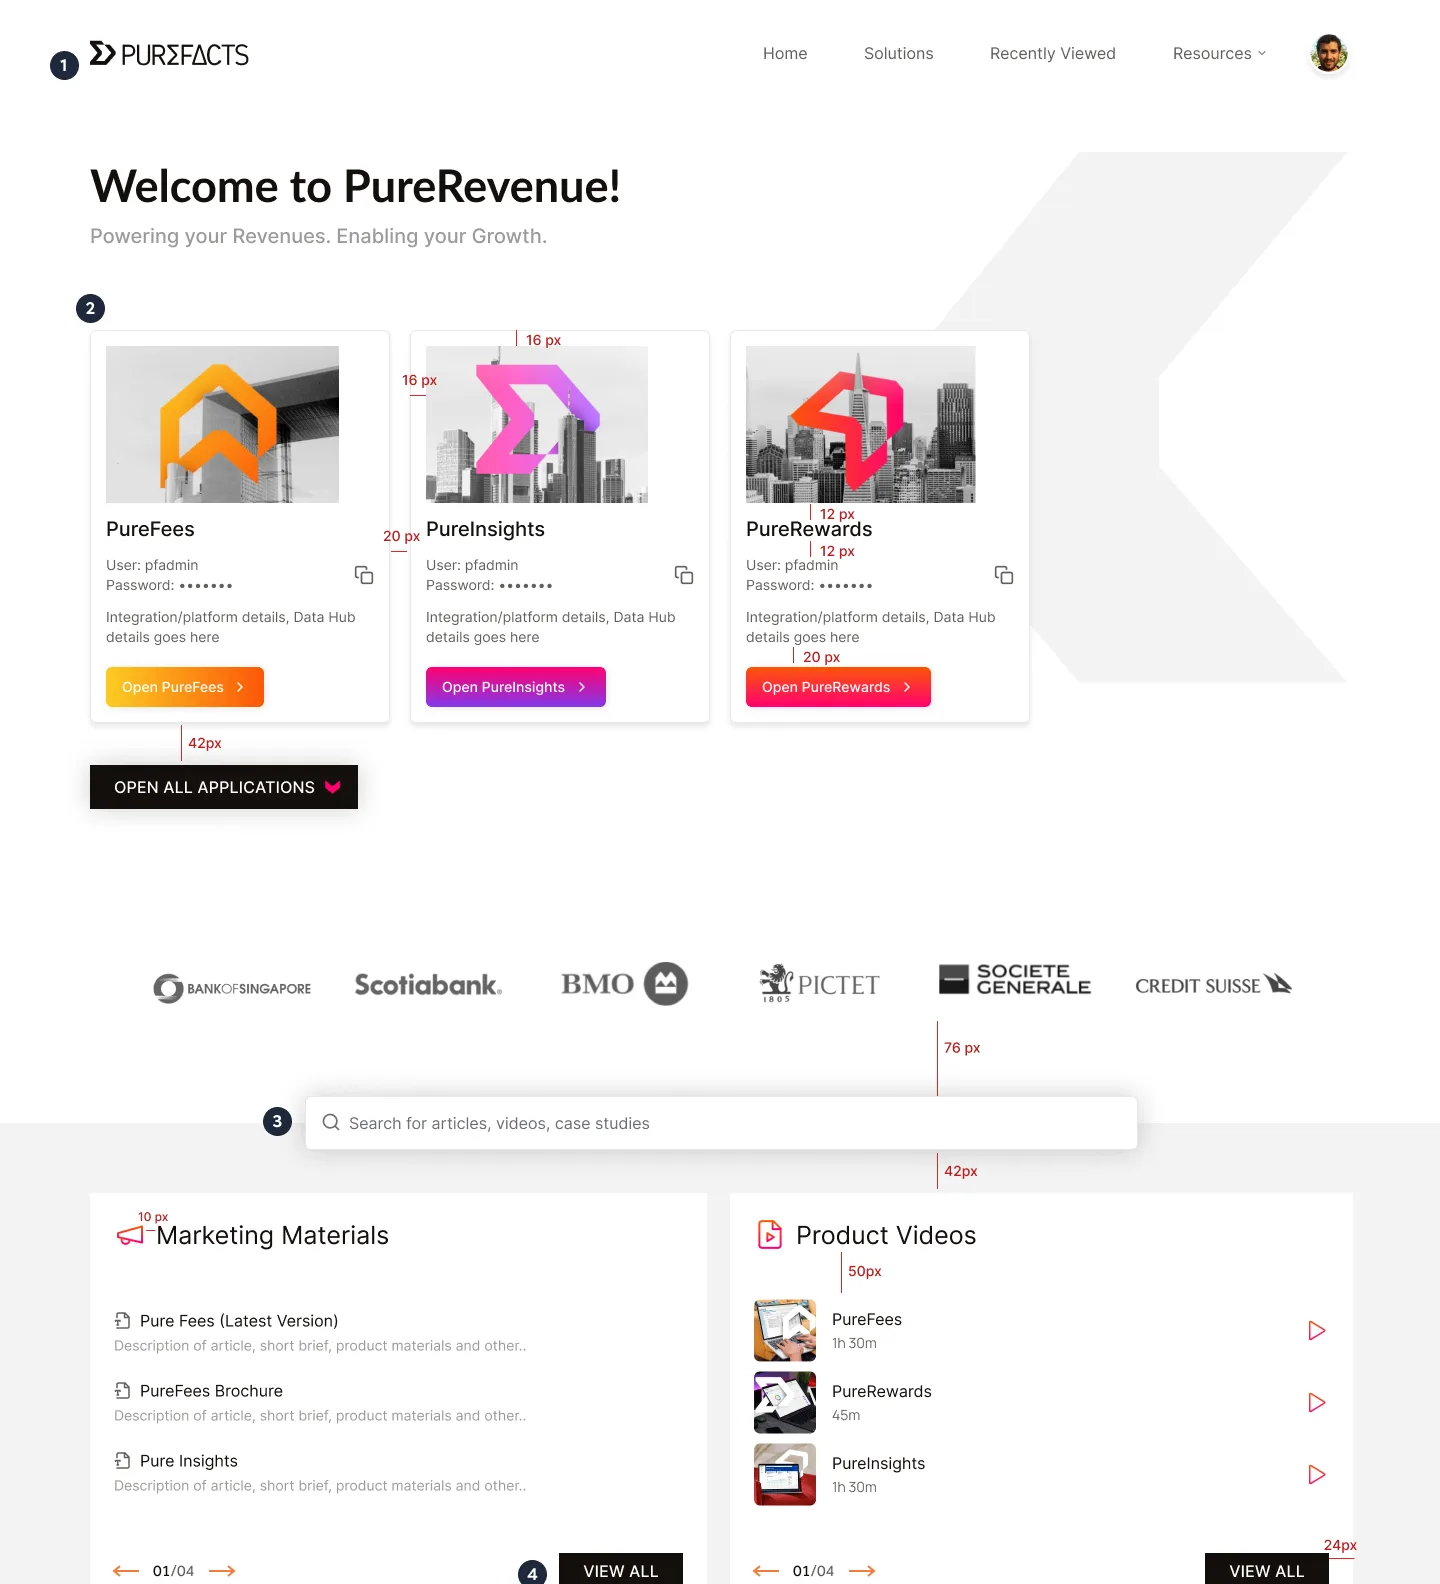 1
PUREFACTS
Home
Solutions
Recently Viewed
Resources
Welcome to PureRevenue!
Powering your Revenues. Enabling your Growth.
2
16 px
16 px
PureFees
User: pfadmin
Password: •••••••
Integration/platform details, Data Hub
details goes here
Open PureFees
20 px
PureInsights
User: pfadmin
Password: •••••••
Integration/platform details, Data Hub
details goes here
Open PureInsights
12 px
PureRewards
12 px
User: pfadmin
Password: •••••••
Integration/platform details, Data Hub
details goes here
20 px
Open PureRewards
42px
OPEN ALL APPLICATIONS
BANKOFSINGAPORE
Scotiabank®
BMO
1805
PICTET
SOCIETE
GENERALE
CREDIT SUISSE
76 px
3
Search for articles, videos, case studies
42px
10 px
Marketing Materials
Pure Fees (Latest Version)
Description of article, short brief, product materials and other..
PureFees Brochure
Description of article, short brief, product materials and other..
Pure Insights
Description of article, short brief, product materials and other..
01/04
4
VIEW ALL
Product Videos
50px
PureFees
1h 30m
PureRewards
45m
PureInsights
1h 30m
24px
01/04
VIEW ALL